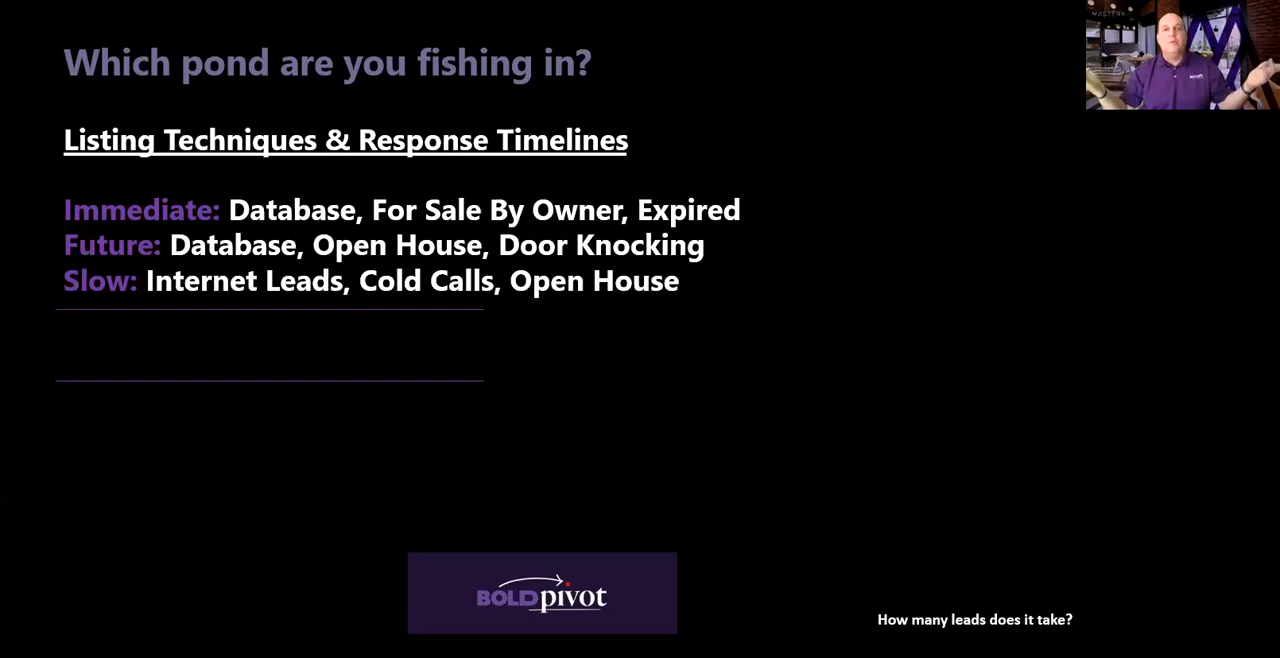 Which pond are you fishing in?
MASTERY
Listing Techniques & Response Timelines
Immediate: Database, For Sale By Owner, Expired
Future: Database, Open House, Door Knocking
Slow: Internet Leads, Cold Calls, Open House
BOLDpivot
How many leads does it take?